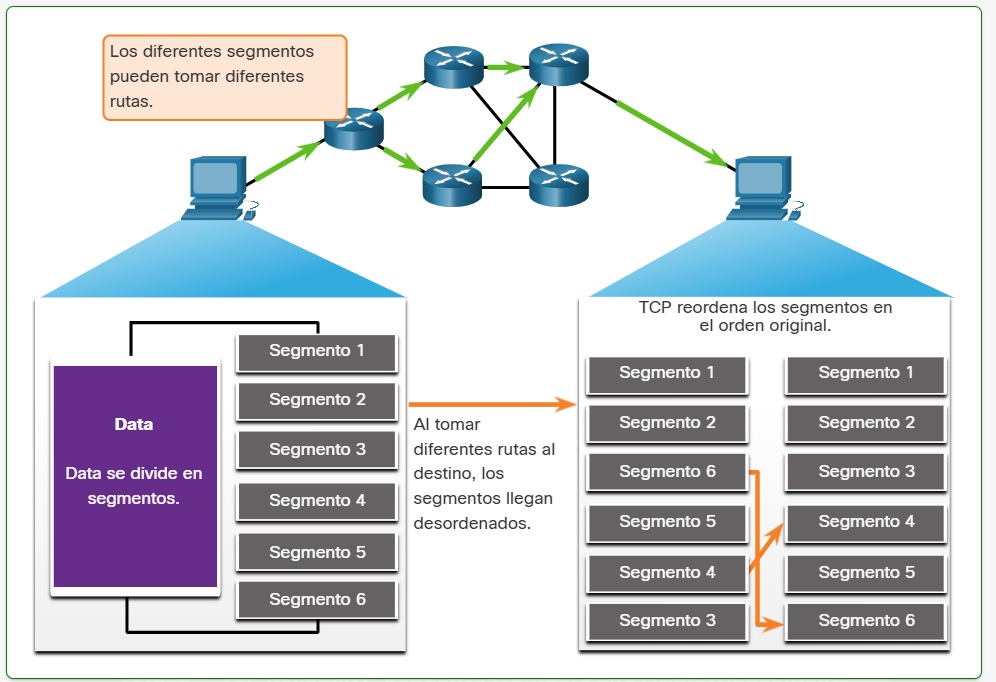 Los diferentes segmentos
pueden tomar diferentes
rutas.
Data
Data se divide en
segmentos.
Segmento 1
Segmento 2
Segmento 3
Segmento 4
Segmento 5
Segmento 6
Al tomar
diferentes rutas al
destino, los
segmentos llegan
desordenados.
TCP reordena los segmentos en
el orden original.
Segmento 1
Segmento 2
Segmento 6
Segmento 5
Segmento 4
Segmento 3
Segmento 1
Segmento 2
Segmento 3
Segmento 4
Segmento 5
Segmento 6